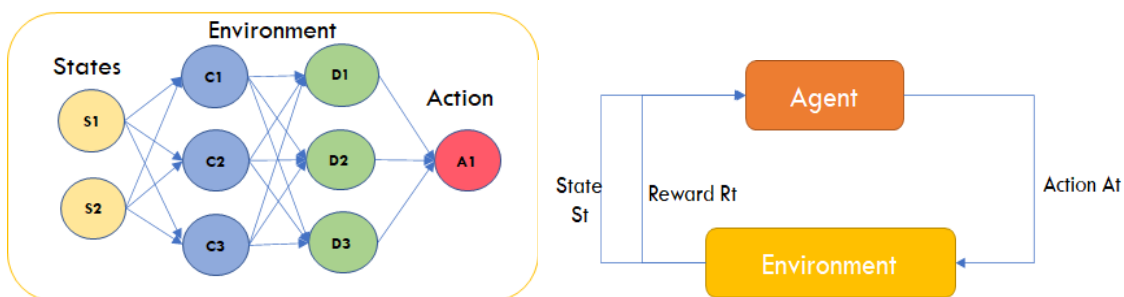 Environment
States
Action
S1
S2
C1
C2
C3
D1
D2
D3
A1
Agent
State
St
Reward Rt
Action At
Environment